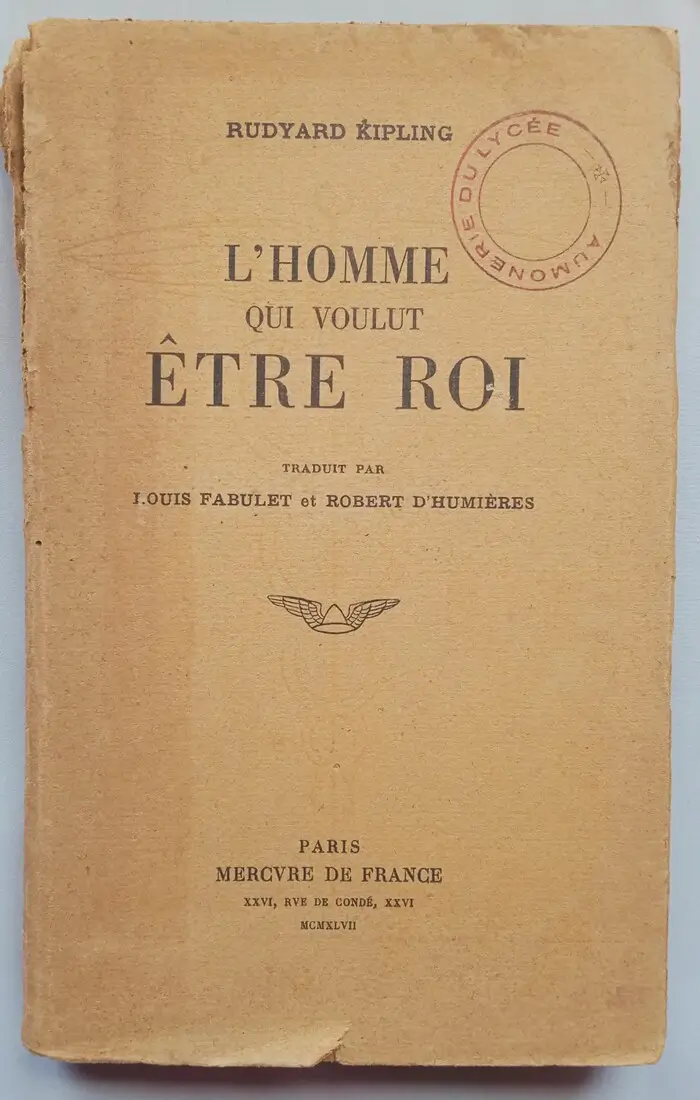 RUDYARD KIPLING
AUMONERIE DU LYCÉE
L'HOMME
QUI VOULUT
ÊTRE ROI
TRADUIT PAR
LOUIS FABULET et ROBERT D'HUMIÈRES
PARIS
MERCVRE DE FRANCE
XXVI, RVE DE CONDÉ, XXVI
MCMXLVII